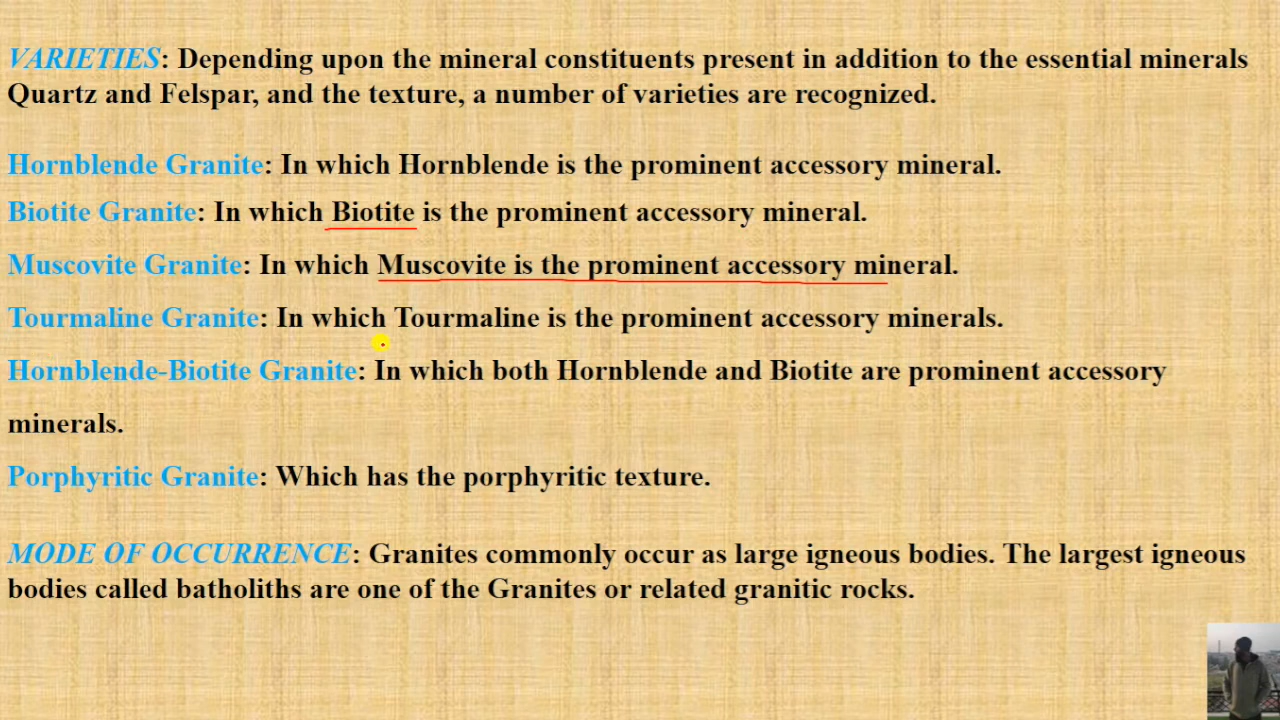 VARIETIES: Depending upon the mineral constituents present in addition to the essential minerals
Quartz and Felspar, and the texture, a number of varieties are recognized.
Hornblende Granite: In which Hornblende is the prominent accessory mineral.
Biotite Granite: In which Biotite is the prominent accessory mineral.
Muscovite Granite: In which Muscovite is the prominent accessory mineral.
Tourmaline Granite: In which Tourmaline is the prominent accessory minerals.
Hornblende-Biotite Granite: In which both Hornblende and Biotite are prominent accessory
minerals.
Porphyritic Granite: Which has the porphyritic texture.
MODE OF OCCURRENCE: Granites commonly occur as large igneous bodies. The largest igneous
bodies called batholiths are one of the Granites or related granitic rocks.